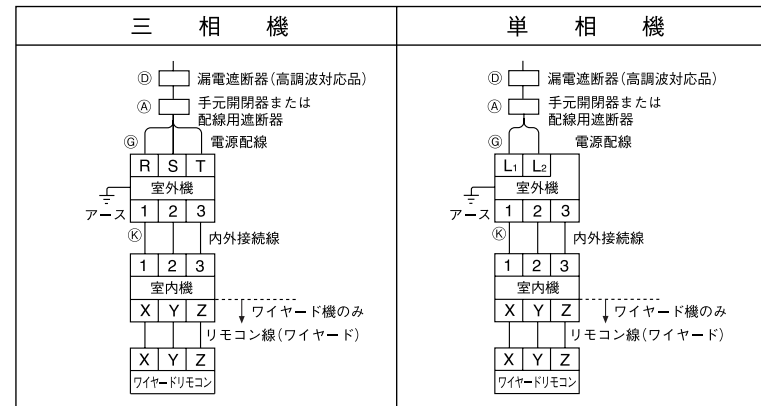 三相機
Ⓓ 漏電遮断器(高調波対応品)
Ⓐ 手元開閉器または
配線用遮断器
Ⓖ 電源配線
R S T
室外機
アース 1 2 3
Ⓚ 内外接続線
1 2 3
室内機
X Y Z ワイヤード機のみ
リモコン線(ワイヤード)
X Y Z
ワイヤードリモコン
単相機
Ⓓ 漏電遮断器(高調波対応品)
Ⓐ 手元開閉器または
配線用遮断器
Ⓖ 電源配線
L1 L2
室外機
アース 1 2 3
Ⓚ 内外接続線
1 2 3
室内機
X Y Z ワイヤード機のみ
リモコン線(ワイヤード)
X Y Z
ワイヤードリモコン